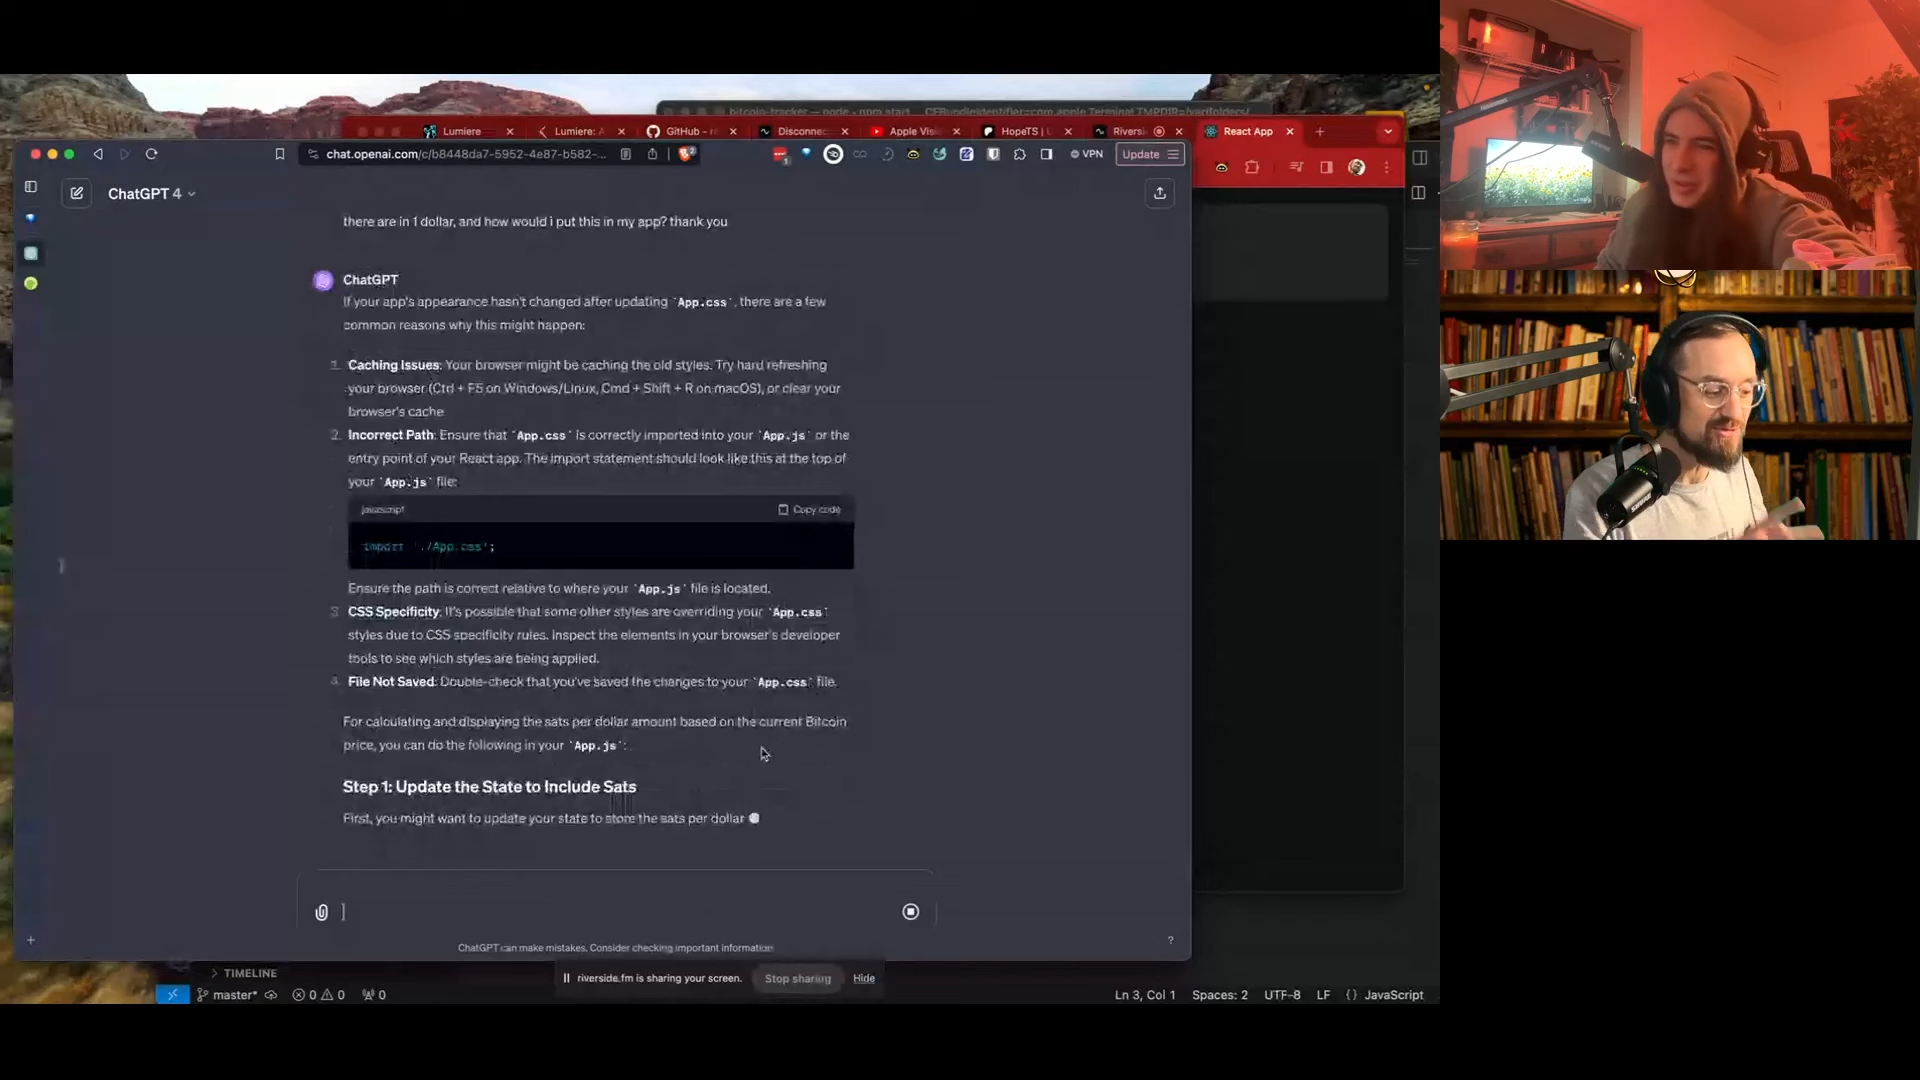 bitcoin-tracker — node - npm start
Lumiere
Lumiere: A
GitHub - re
Disconnec
Apple Visi
HopeTS | L
Riversi
React App
chat.openai.com/c/b8448da7-5952-4e87-b582-...
VPN
Update
ChatGPT 4
there are in 1 dollar, and how would i put this in my app? thank you
ChatGPT
If your app's appearance hasn't changed after updating `App.css`, there are a few
common reasons why this might happen:
1. Caching Issues: Your browser might be caching the old styles. Try hard refreshing
your browser (Ctrl + F5 on Windows/Linux, Cmd + Shift + R on macOS), or clear your
browser's cache
2. Incorrect Path: Ensure that `App.css` is correctly imported into your `App.js` or the
entry point of your React app. The import statement should look like this at the top of
your `App.js` file:
javascript
Copy code
import './App.css';
Ensure the path is correct relative to where your `App.js` file is located.
3. CSS Specificity: It's possible that some other styles are overriding your `App.css`
styles due to CSS specificity rules. Inspect the elements in your browser's developer
tools to see which styles are being applied.
4. File Not Saved: Double-check that you've saved the changes to your `App.css` file.
For calculating and displaying the sats per dollar amount based on the current Bitcoin
price, you can do the following in your `App.js`:
Step 1: Update the State to Include Sats
First, you might want to update your state to store the sats per dollar
ChatGPT can make mistakes. Consider checking important information
?
TIMELINE
riverside.fm is sharing your screen.
Stop sharing
Hide
master*
0
0
0
Ln 3, Col 1
Spaces: 2
UTF-8
LF
{} JavaScript